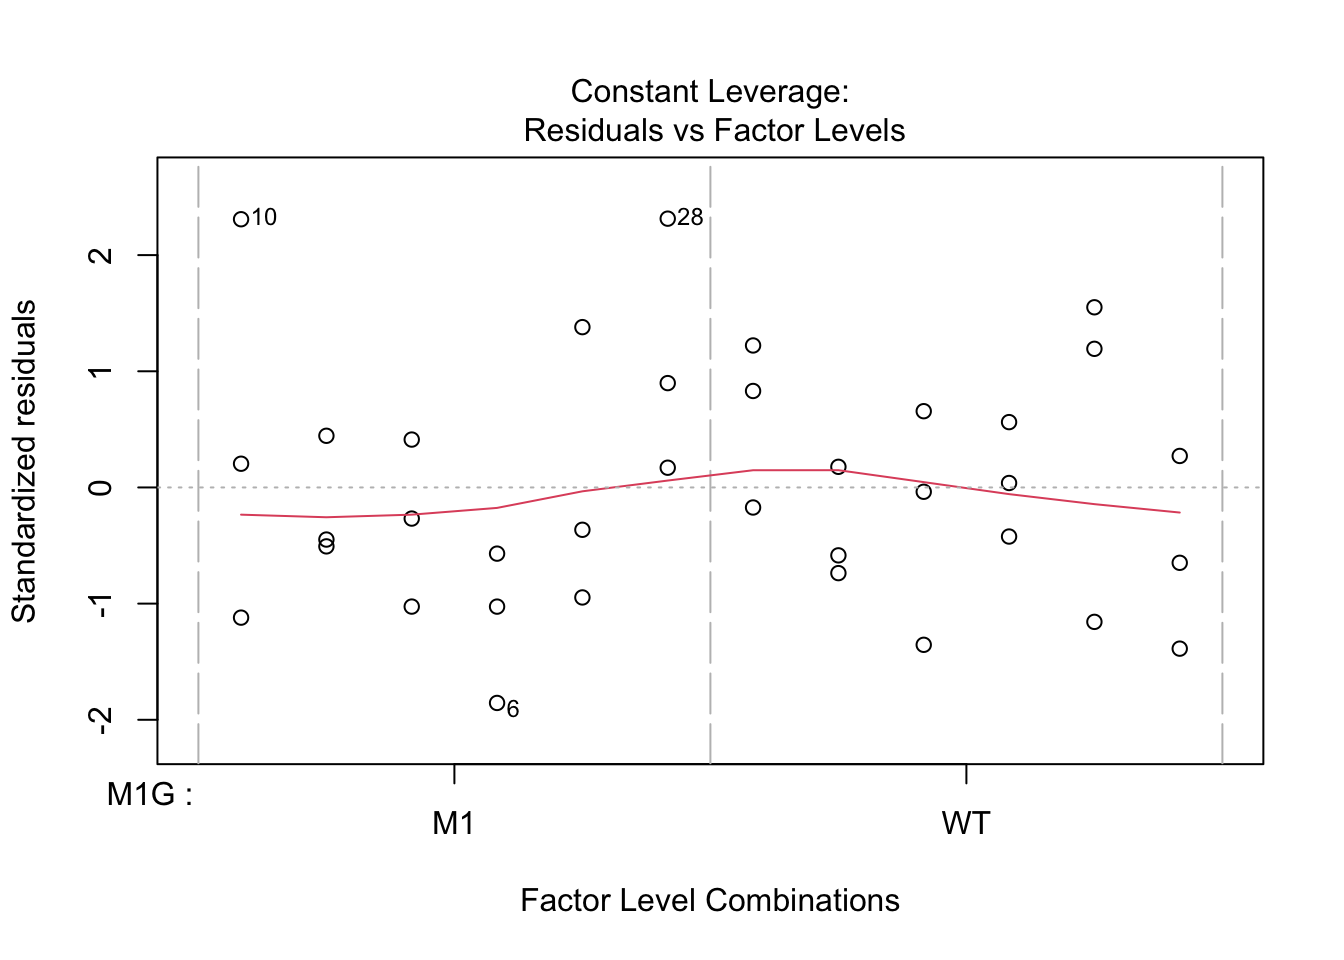 Constant Leverage:
Residuals vs Factor Levels
Standardized residuals
2
1
0
-1
-2
10
28
6
M1G :
M1
WT
Factor Level Combinations